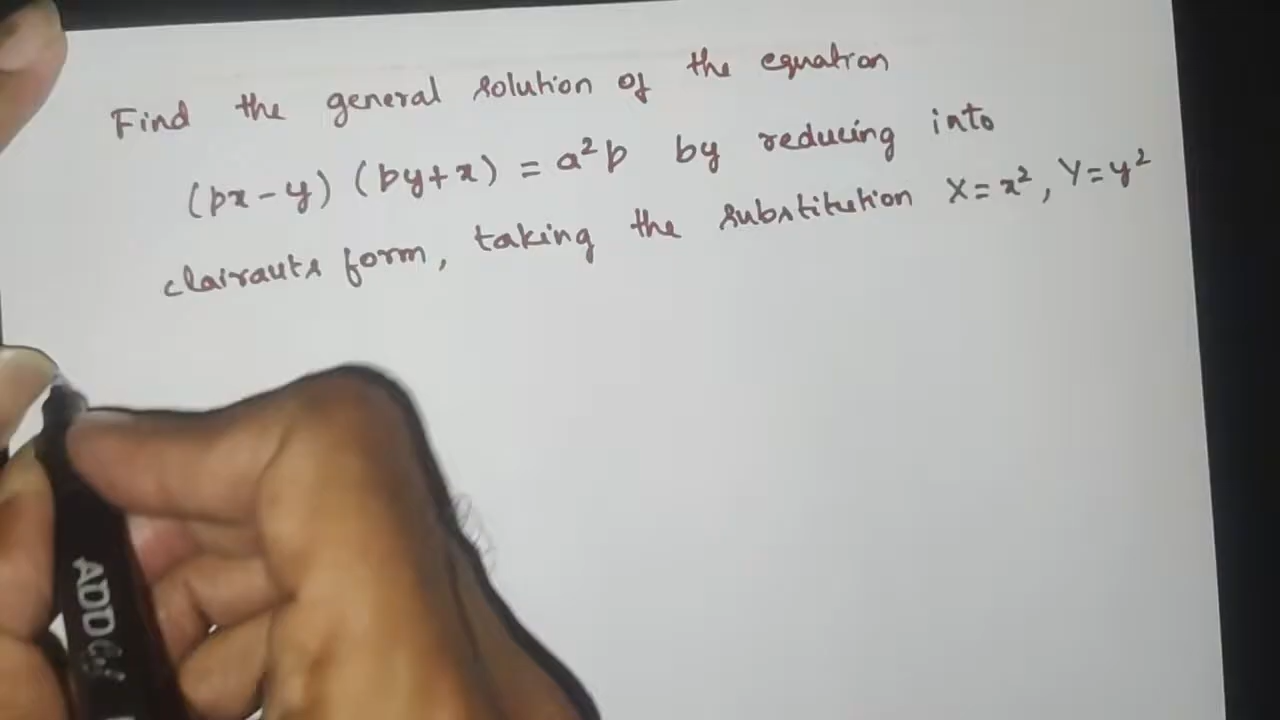 Find the general solution of the equation
(px-y) (py+x) = a²p by reducing into
clairauts form, taking the substitution X=x², Y=y²